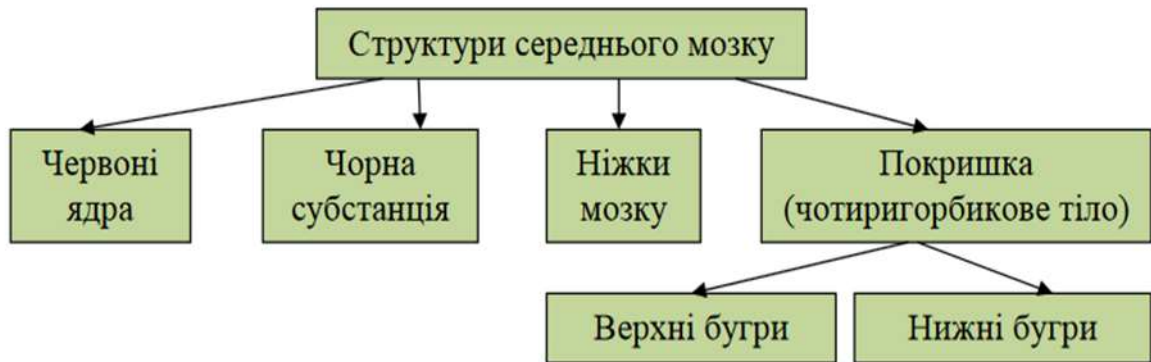 Структури середнього мозку
Червоні
ядра
Чорна
субстанція
Ніжки
мозку
Покришка
(чотиригорбикове тіло)
Верхні бугри
Нижні бугри